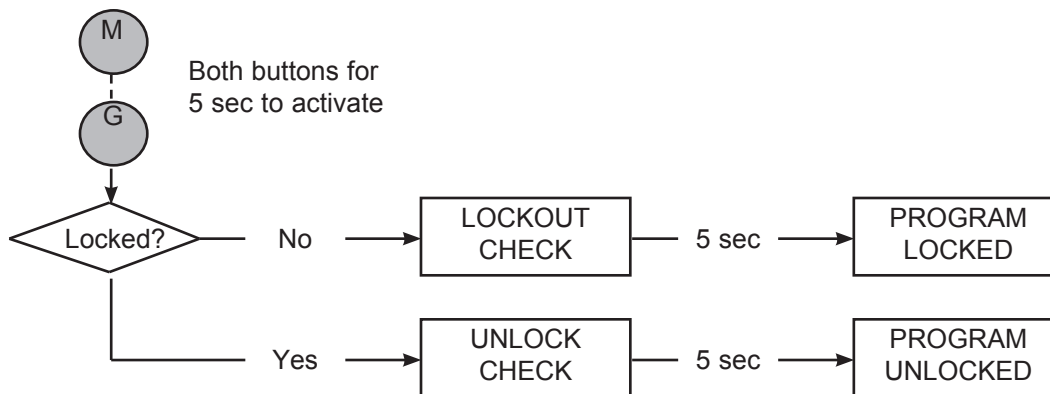 M
Both buttons for
5 sec to activate
G
Locked?
No
LOCKOUT
CHECK
5 sec
PROGRAM
LOCKED
Yes
UNLOCK
CHECK
5 sec
PROGRAM
UNLOCKED